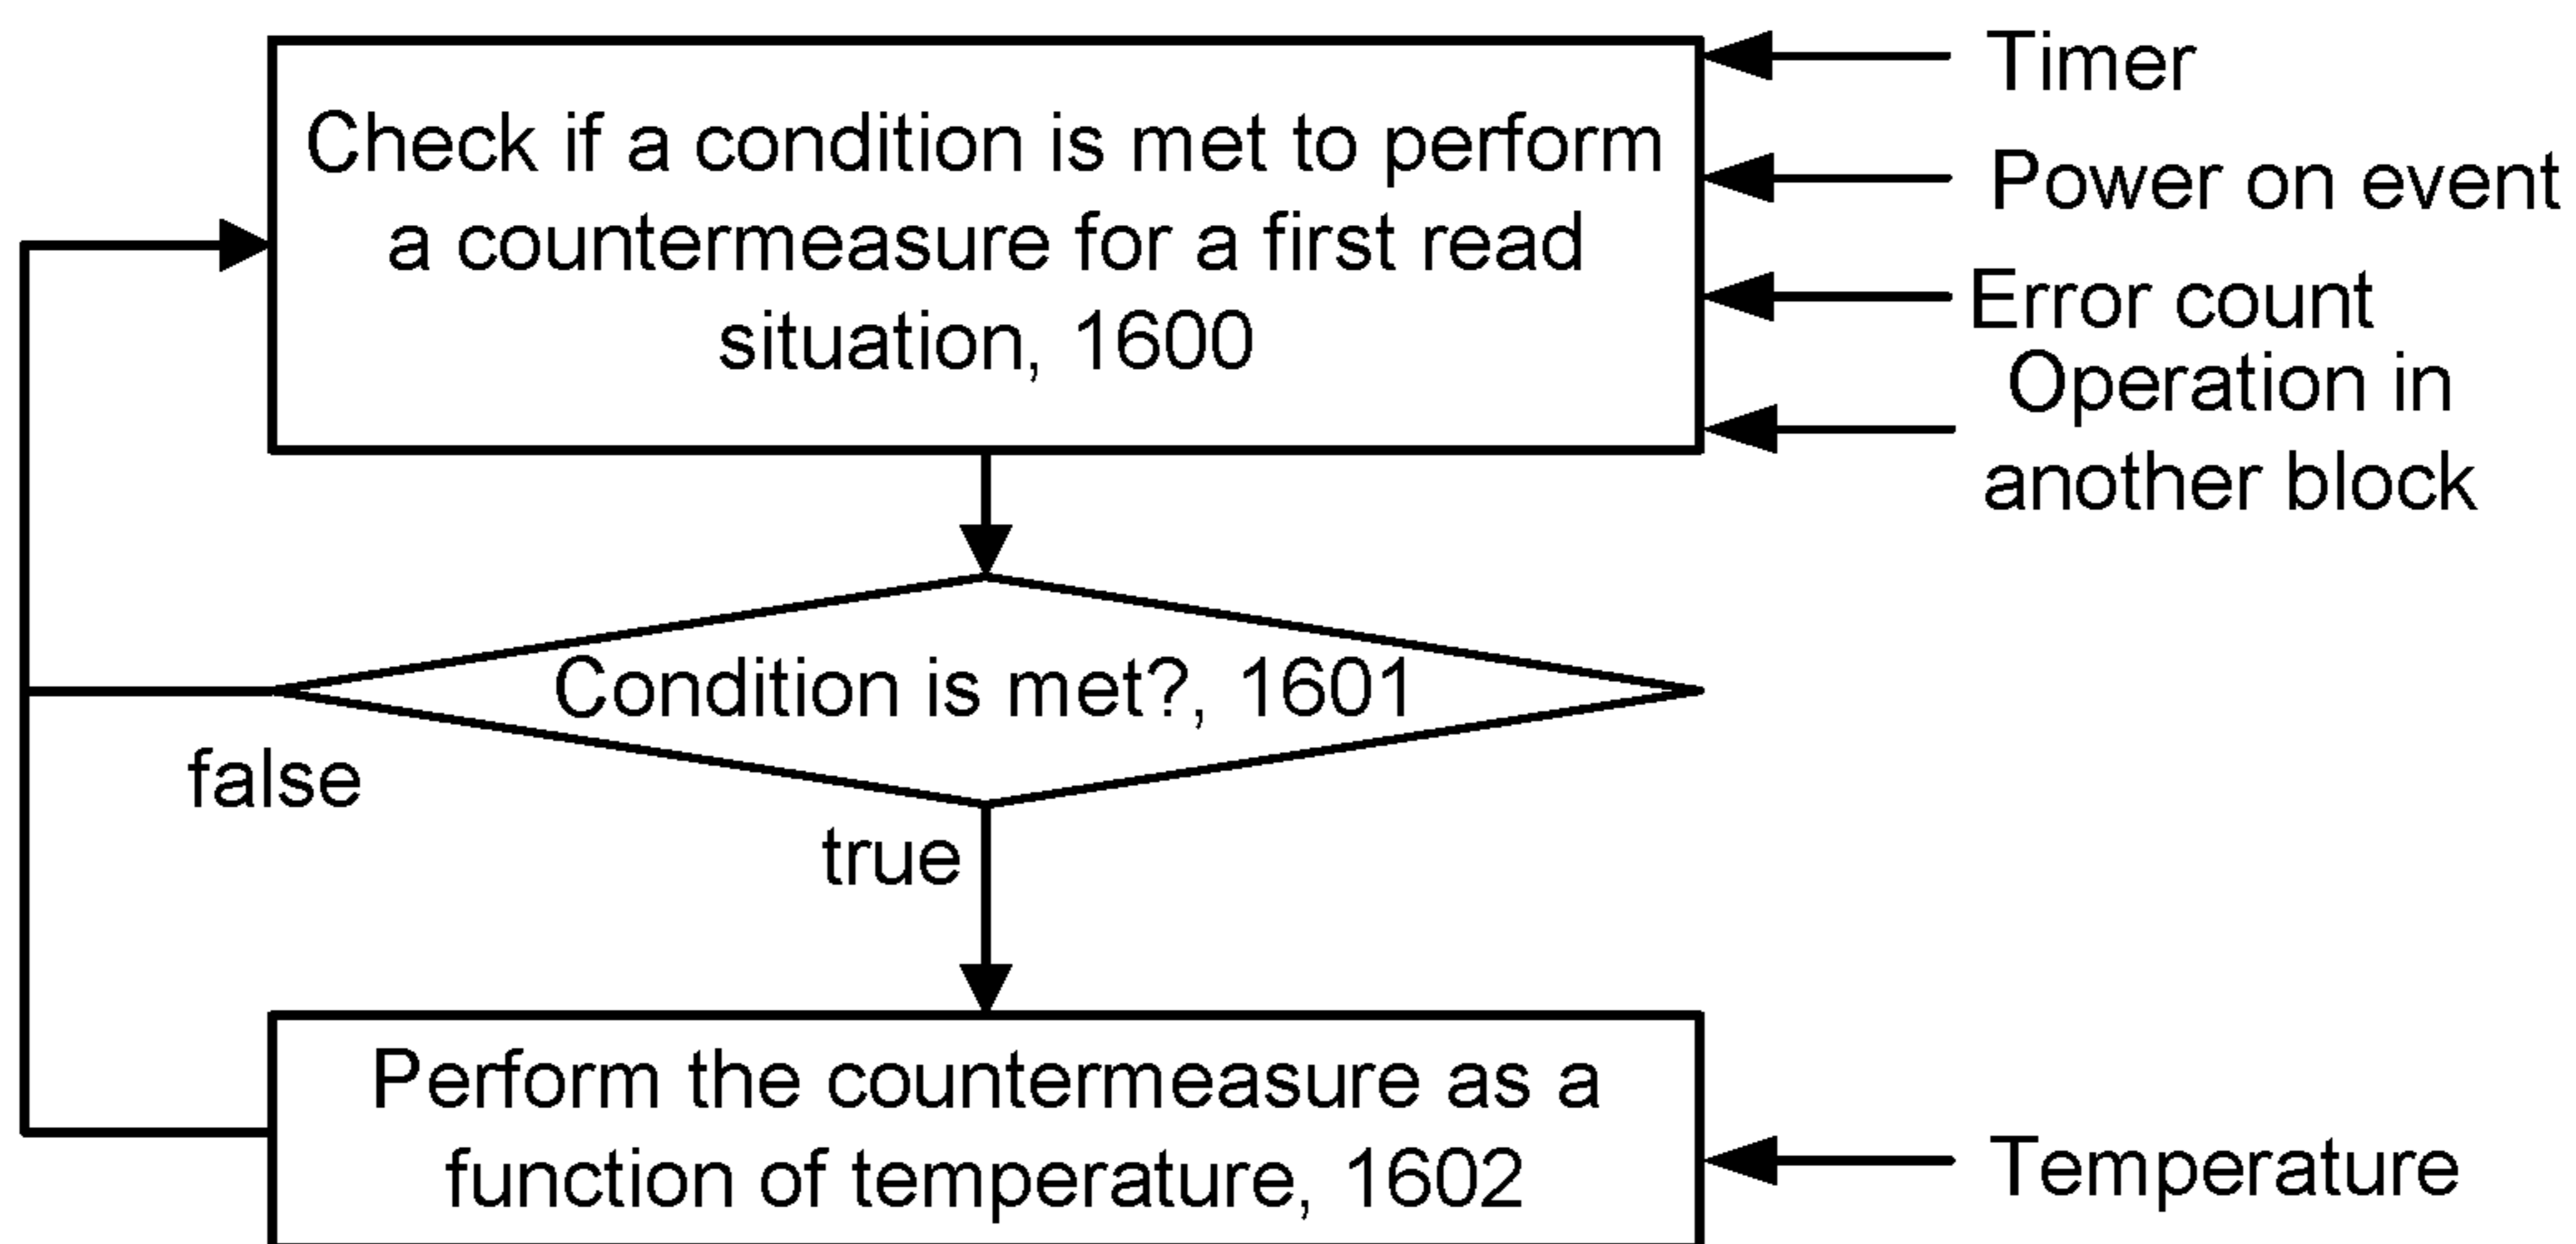 Check if a condition is met to perform
a countermeasure for a first read
situation, 1600
Timer
Power on event
Error count
Operation in
another block
Condition is met?, 1601
false
true
Perform the countermeasure as a
function of temperature, 1602
Temperature